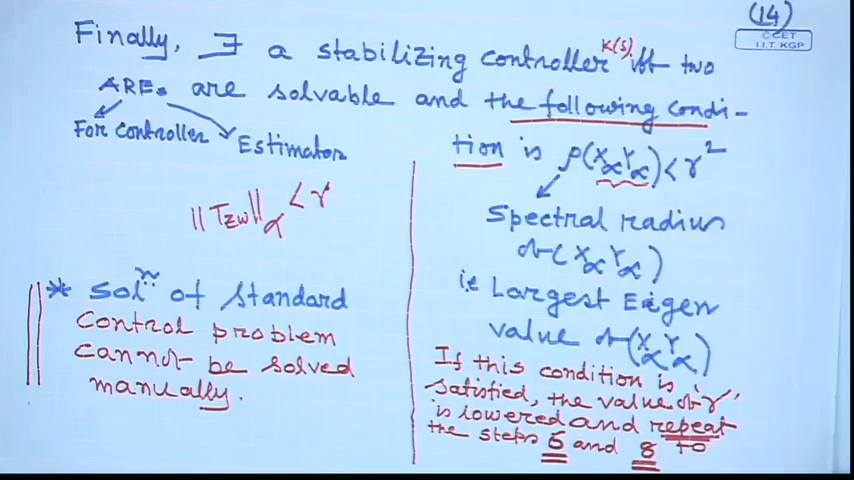 (14)
©CET
I.I.T. KGP
Finally, ∃ a stabilizing controller K(s) iff two
AREs are solvable and the following condi-
For controller
Estimator
tion is ρ(X∞Y∞) < γ²
Spectral radius
of (X∞Y∞)
i.e Largest Eigen
value of (X∞Y∞)
|| Tzw ||∞ < γ
* Solⁿ of standard
control problem
cannot be solved
manually.
If this condition is
satisfied, the value of 'γ'
is lowered and repeat
the steps 5 and 8 to